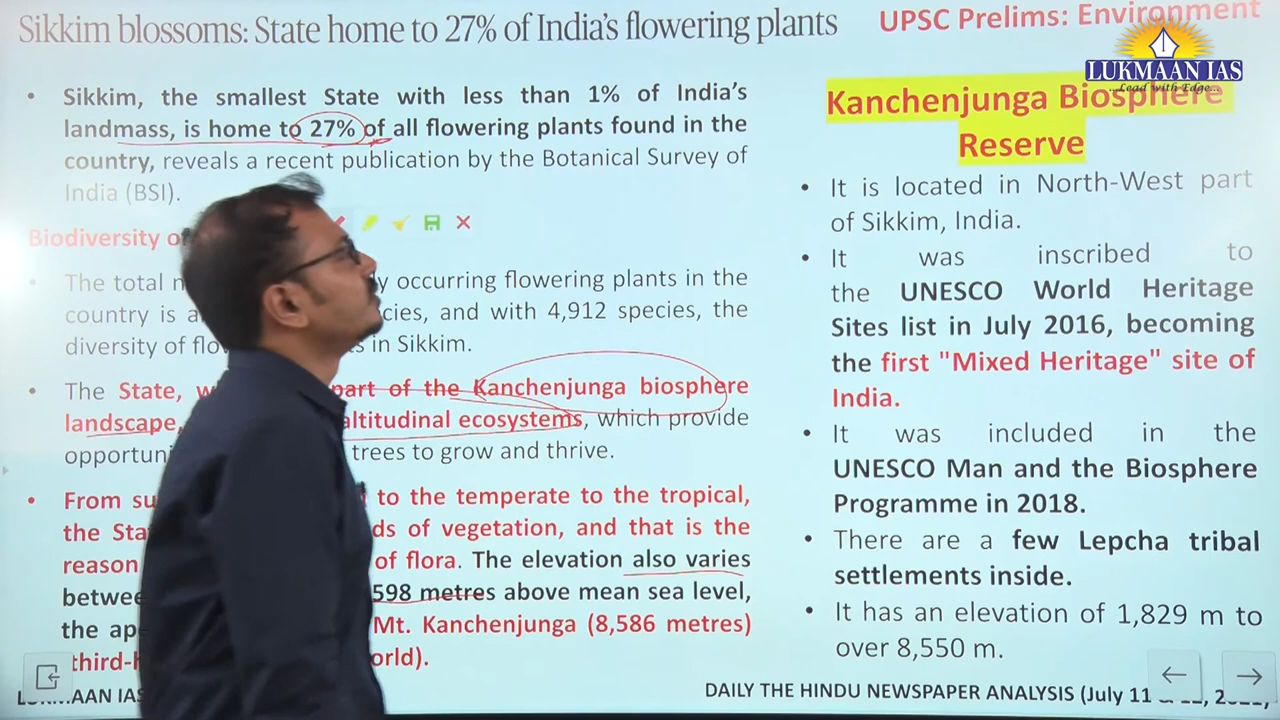 Sikkim blossoms: State home to 27% of India's flowering plants
• Sikkim, the smallest State with less than 1% of India's
landmass, is home to 27% of all flowering plants found in the
country, reveals a recent publication by the Botanical Survey of
India (BSI).
Biodiversity of
• The total n y occurring flowering plants in the
country is a cies, and with 4,912 species, the
diversity of flo s in Sikkim.
• The State, w part of the Kanchenjunga biosphere
landscape, altitudinal ecosystems, which provide
opportuni trees to grow and thrive.
• From su to the temperate to the tropical,
the Sta ds of vegetation, and that is the
reason of flora. The elevation also varies
betwee 598 metres above mean sea level,
the ap Mt. Kanchenjunga (8,586 metres)
third-h orld).
UPSC Prelims: Environment
LUKMAAN IAS
...Lead with Edge...
Kanchenjunga Biosphere
Reserve
• It is located in North-West part
of Sikkim, India.
• It was inscribed to
the UNESCO World Heritage
Sites list in July 2016, becoming
the first "Mixed Heritage" site of
India.
• It was included in the
UNESCO Man and the Biosphere
Programme in 2018.
• There are a few Lepcha tribal
settlements inside.
• It has an elevation of 1,829 m to
over 8,550 m.
IAS
DAILY THE HINDU NEWSPAPER ANALYSIS (July 11